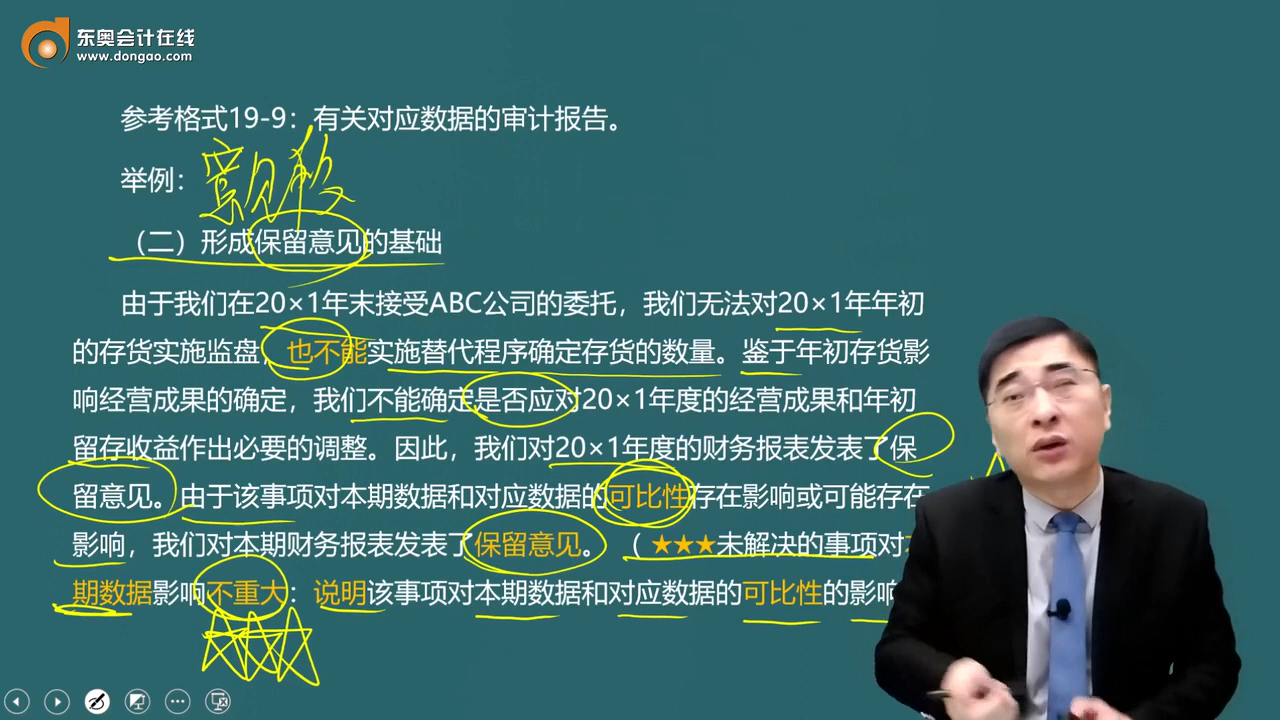 东奥会计在线
www.dongao.com
参考格式19-9：有关对应数据的审计报告。
举例：
（二）形成保留意见的基础
由于我们在20×1年末接受ABC公司的委托，我们无法对20×1年年初
的存货实施监盘，也不能实施替代程序确定存货的数量。鉴于年初存货影
响经营成果的确定，我们不能确定是否应对20×1年度的经营成果和年初
留存收益作出必要的调整。因此，我们对20×1年度的财务报表发表了保
留意见。由于该事项对本期数据和对应数据的可比性存在影响或可能存在
影响，我们对本期财务报表发表了保留意见。（★★★未解决的事项对
期数据影响不重大：说明该事项对本期数据和对应数据的可比性的影响